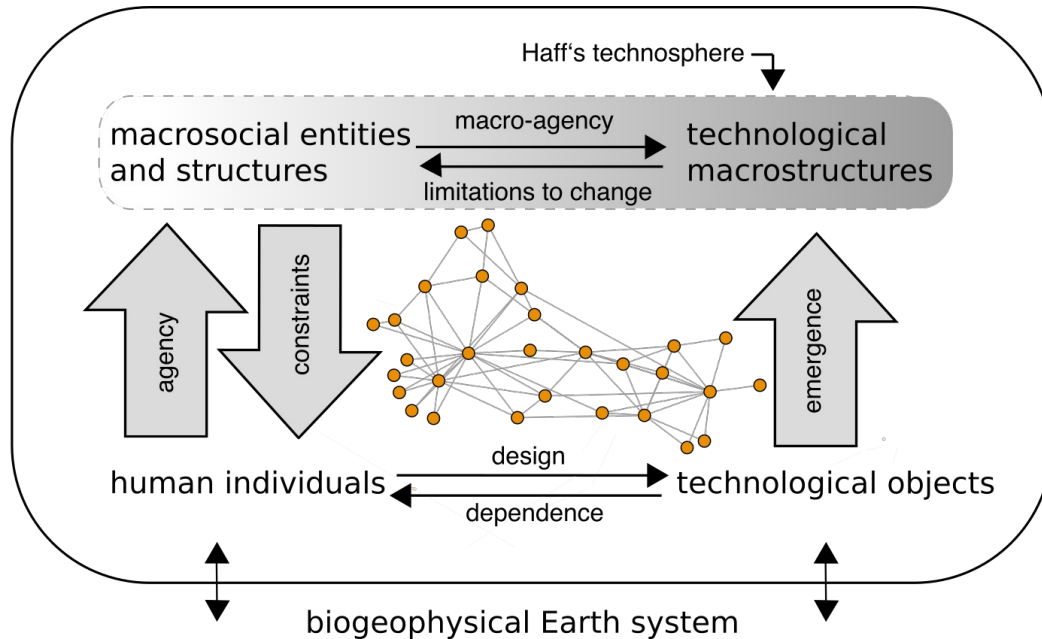 Haff‘s technosphere
macrosocial entities
and structures
macro-agency
limitations to change
technological
macrostructures
agency
constraints
emergence
human individuals
design
dependence
technological objects
biogeophysical Earth system